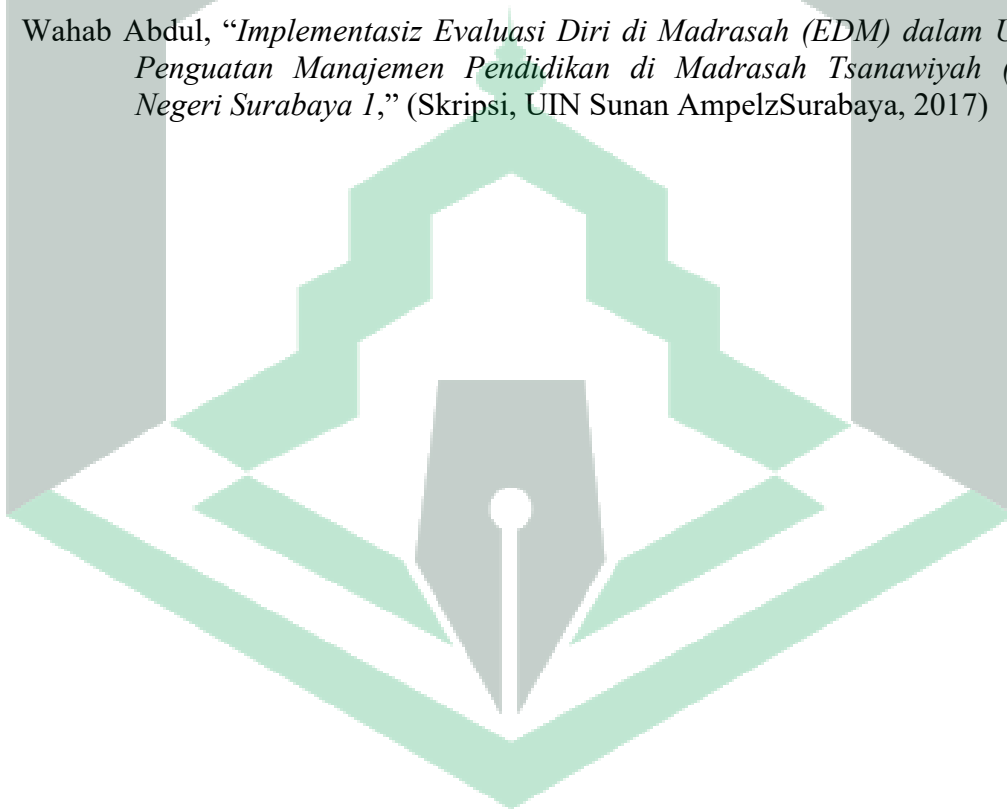 Wahab Abdul, “Implementasiz Evaluasi Diri di Madrasah (EDM) dalam
Penguatan Manajemen Pendidikan di Madrasah Tsanawiyah
Negeri Surabaya 1,” (Skripsi, UIN Sunan AmpelzSurabaya, 2017)